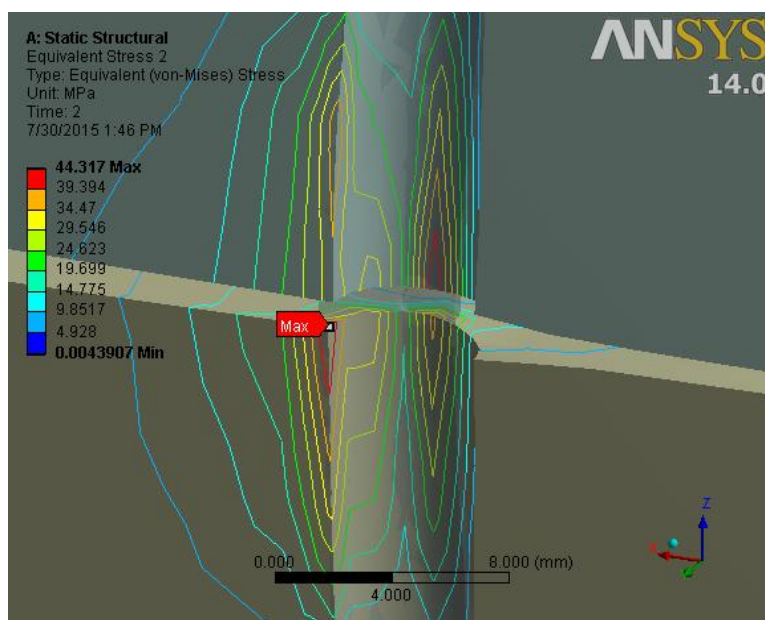 A: Static Structural
Equivalent Stress 2
Type: Equivalent (von-Mises) Stress
Unit: MPa
Time: 2
7/30/2015 1:46 PM
ANSYS
14.0
44.317 Max
39.394
34.47
29.546
24.623
19.699
14.775
9.8517
4.928
0.0043907 Min
Max
0.000
8.000 (mm)
4.000
Z
X